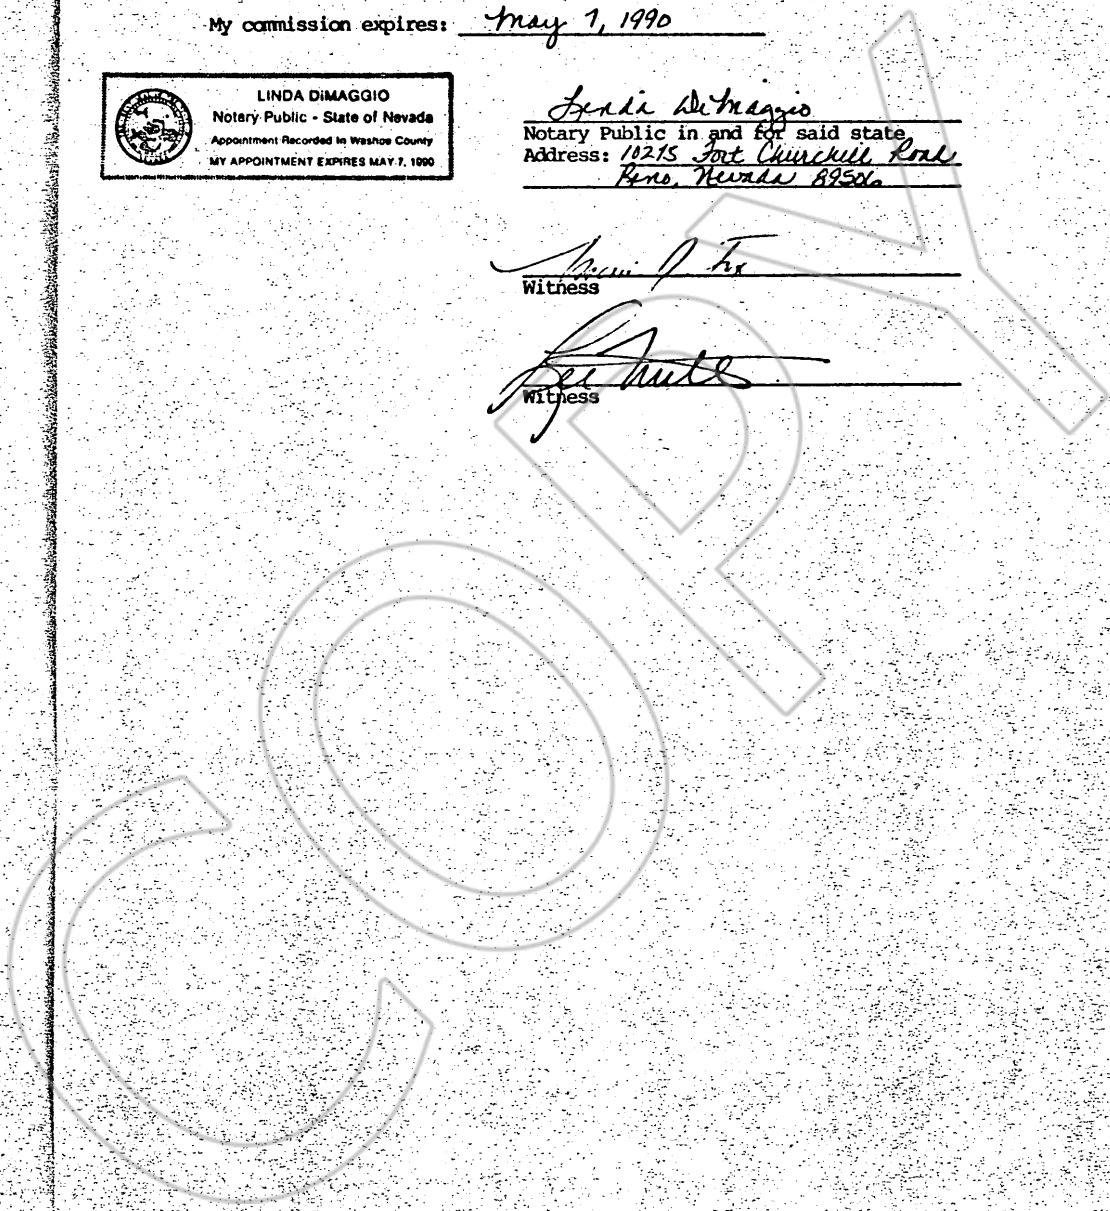 My commission expires: May 7, 1990
LINDA DiMAGGIO
Notary Public - State of Nevada
Appointment Recorded In Washoe County
MY APPOINTMENT EXPIRES MAY 7, 1990
Linda DiMaggio
Notary Public in and for said state
Address: 10215 Fort Churchill Road
Reno, Nevada 89506
Witness
Witness
COPY